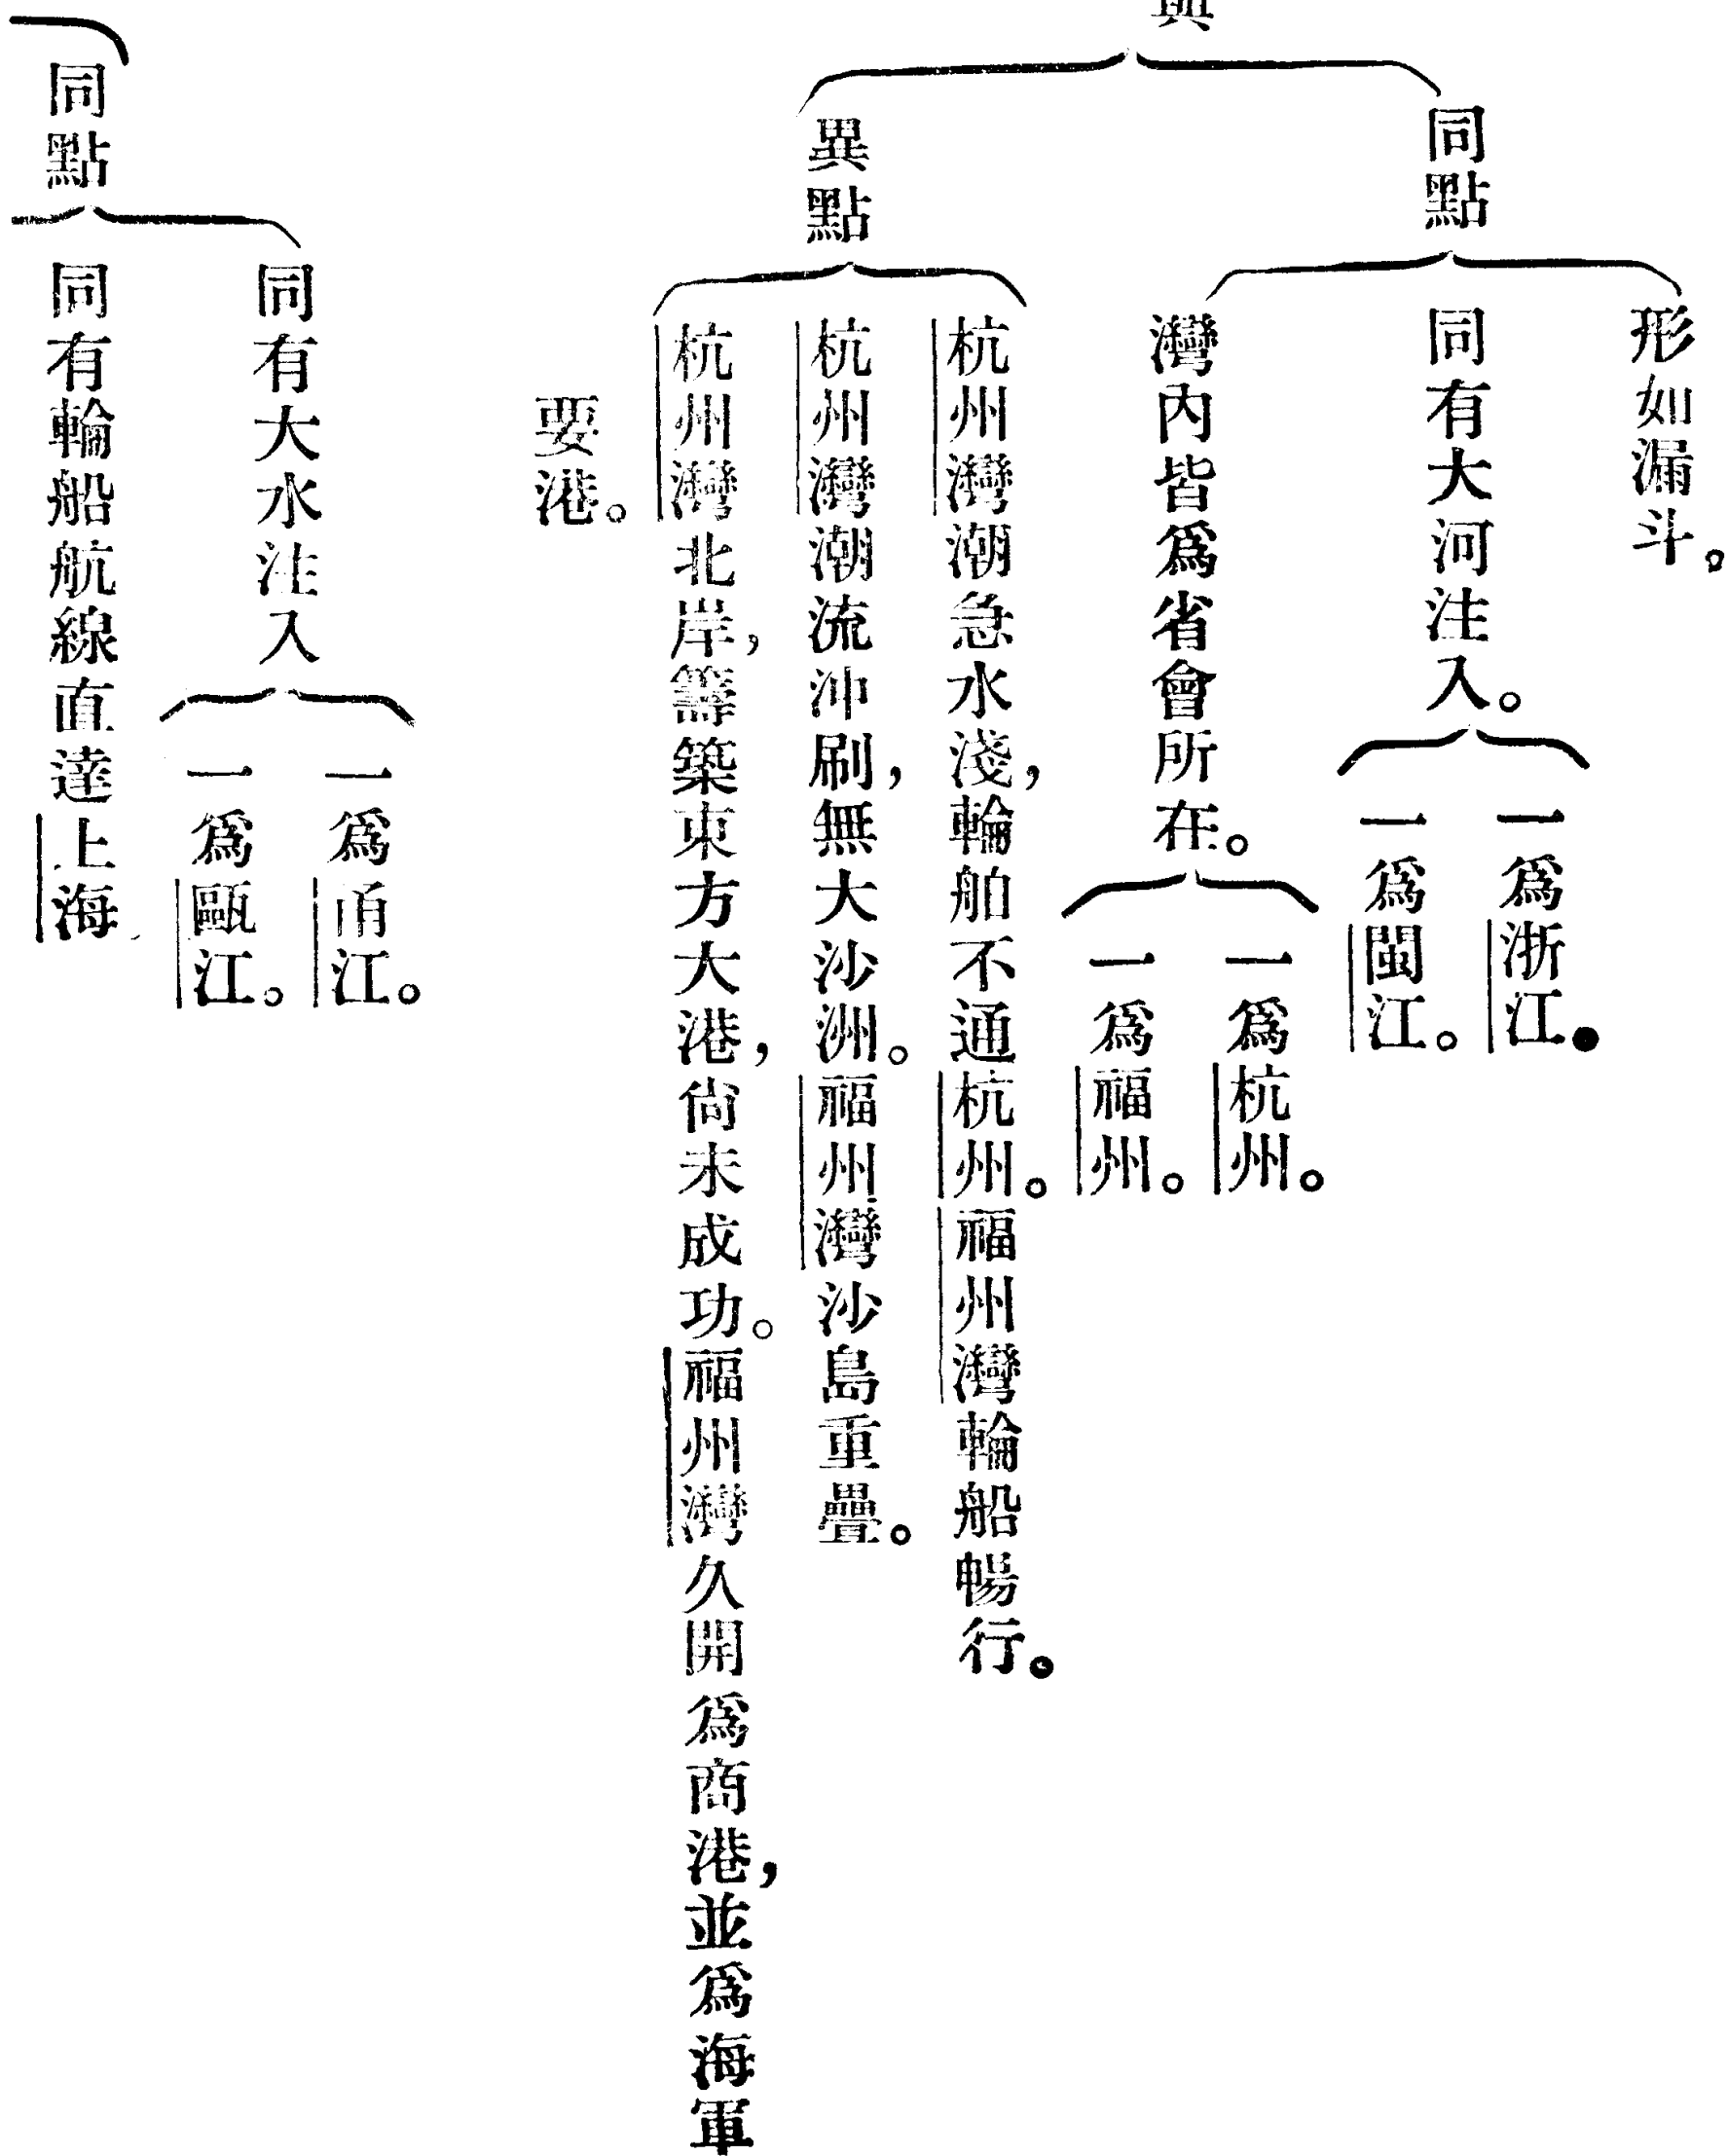 與
同點
形如漏斗。
同有大河注入。
一爲浙江。
一爲閩江。
灣內皆爲省會所在。
一爲杭州。
一爲福州。
異點
杭州灣潮急水淺，輪舶不通杭州。福州灣輪船暢行。
杭州灣潮流沖刷，無大沙洲。福州灣沙島重疊。
杭州灣北岸，籌築東方大港，尙未成功。福州灣久開爲商港，並爲海軍
要港。
同點
同有大水注入
一爲甬江。
一爲甌江。
同有輪船航線直達上海